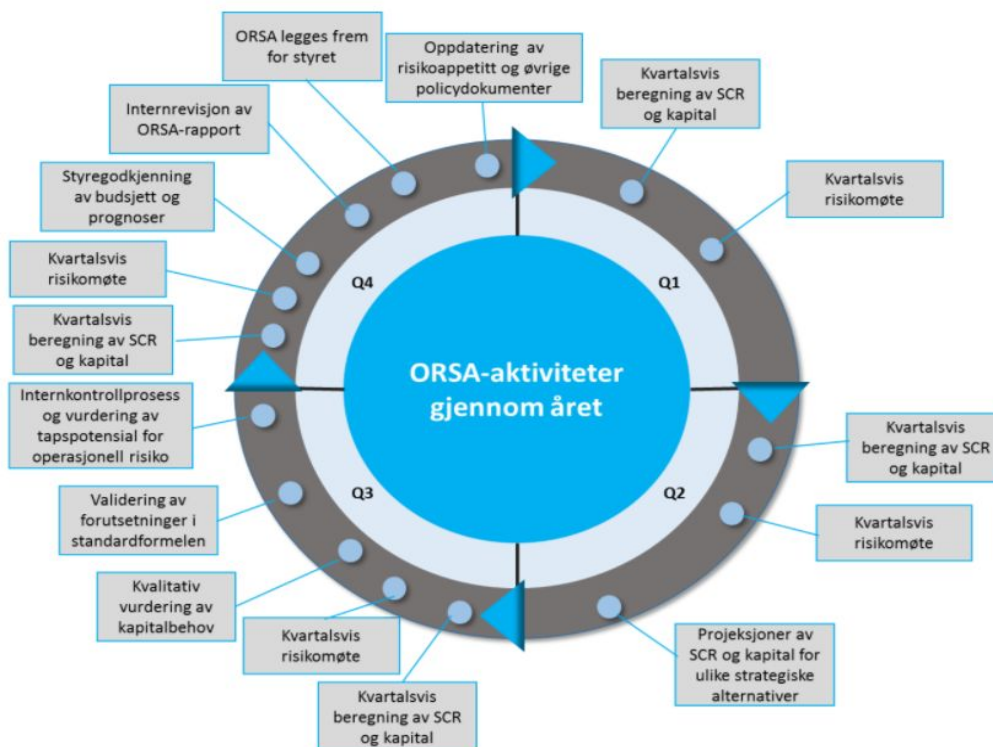 ORSA legges frem
for styret
Oppdatering av
risikoappetitt og øvrige
policydokumenter
Kvartalsvis
beregning av SCR
og kapital
Kvartalsvis
risikomøte
Kvartalsvis
beregning av SCR
og kapital
Kvartalsvis
risikomøte
Projeksjoner av
SCR og kapital for
ulike strategiske
alternativer
Kvartalsvis
beregning av SCR
og kapital
Kvartalsvis
risikomøte
Kvalitativ
vurdering av
kapitalbehov
Validering av
forutsetninger i
standardformelen
Internkontrollprosess
og vurdering av
tapspotensial for
operasjonell risiko
Kvartalsvis
beregning av SCR
og kapital
Kvartalsvis
risikomøte
Styregodkjenning
av budsjett og
prognoser
Internrevisjon av
ORSA-rapport
Q4
Q1
ORSA-aktiviteter
gjennom året
Q3
Q2